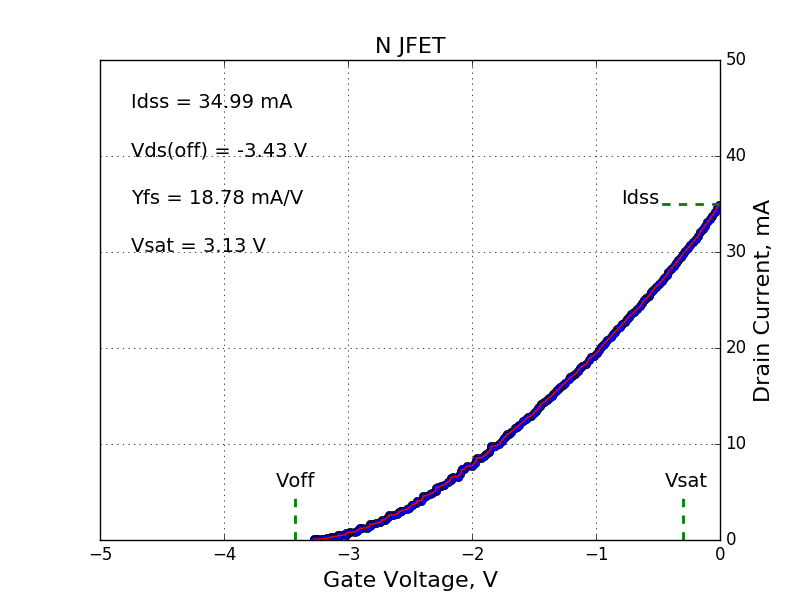 N JFET
Idss = 34.99 mA
Vds(off) = -3.43 V
Yfs = 18.78 mA/V
Vsat = 3.13 V
Idss
Voff
Vsat
50
40
30
20
10
0
Drain Current, mA
−5 −4 −3 −2 −1 0
Gate Voltage, V